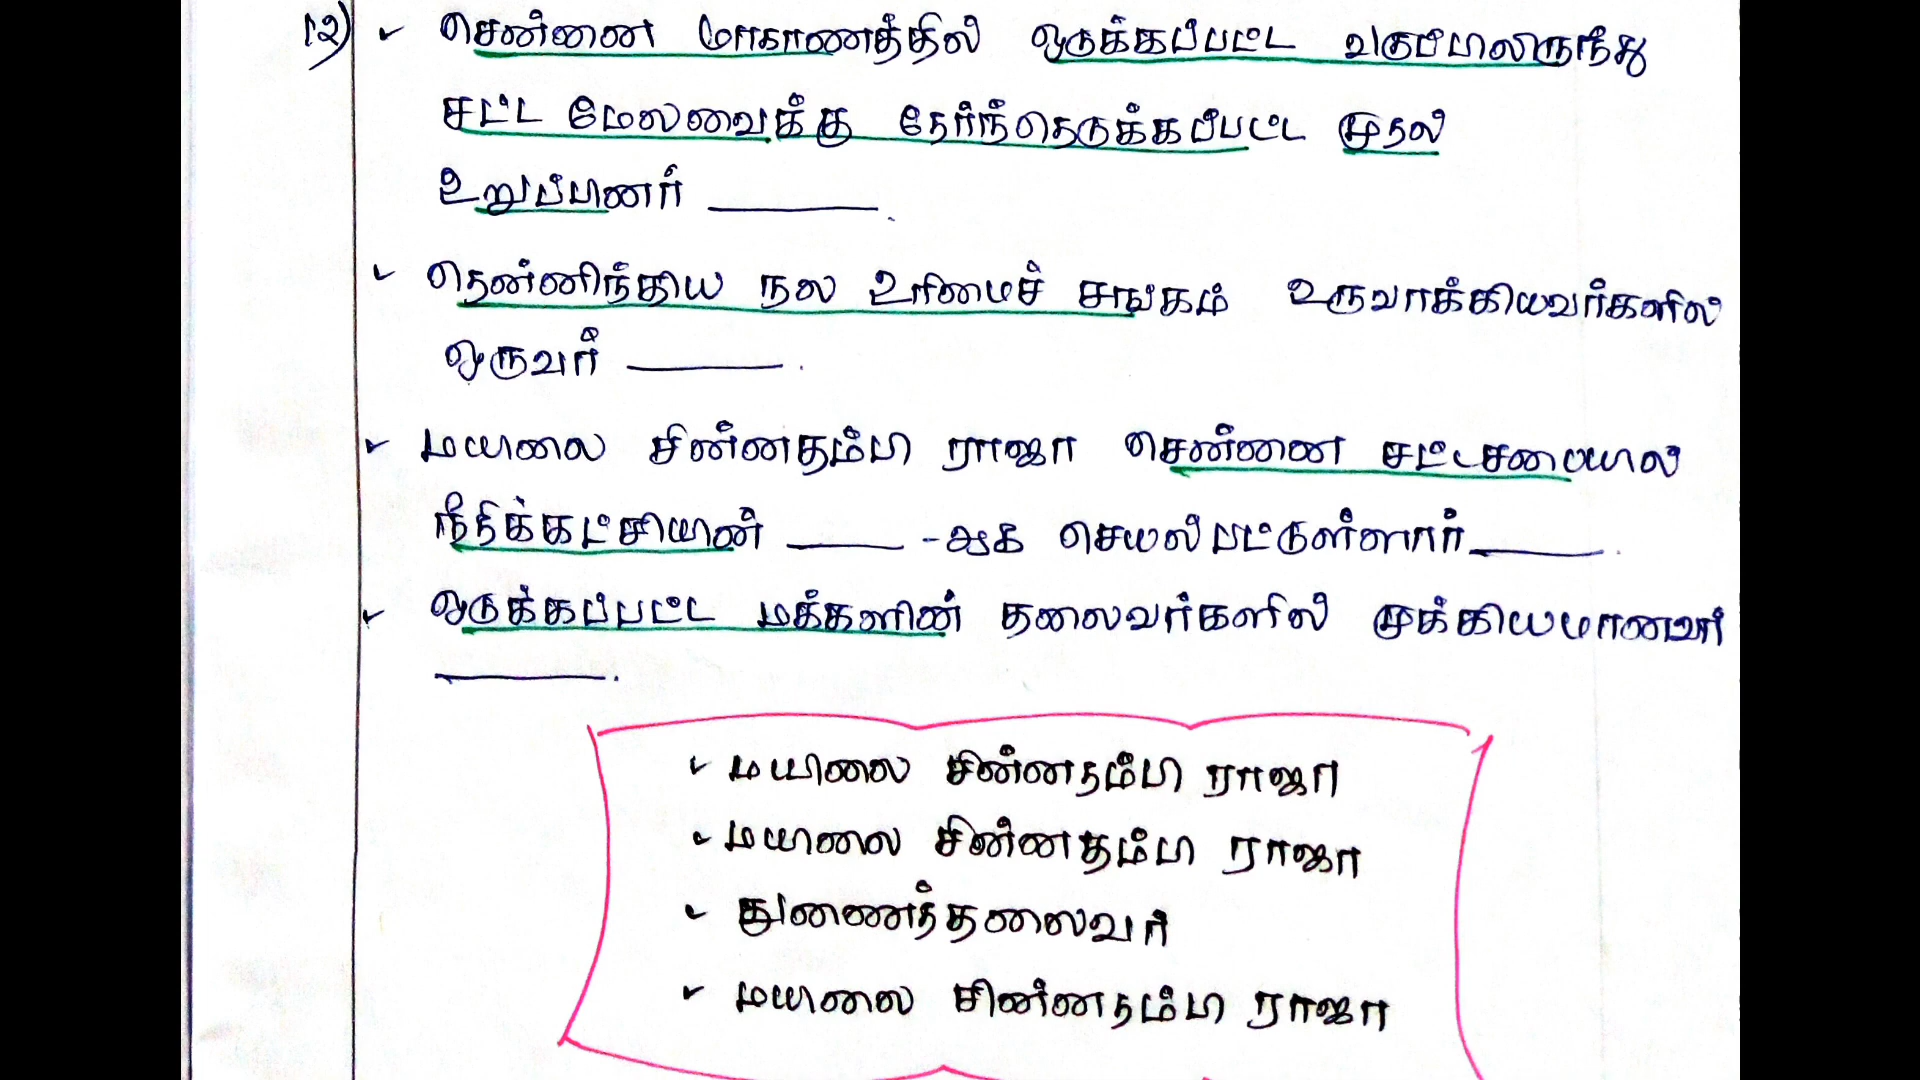 12) ✓ சென்னை மாகாணத்தில் ஒடுக்கப்பட்ட வகுப்பிலிருந்து
சட்ட மேலவைக்கு தேர்ந்தெடுக்கப்பட்ட முதல்
உறுப்பினர் ______.
✓ தென்னிந்திய நல உரிமைச் சங்கம் உருவாக்கியவர்களில்
ஒருவர் ______.
✓ மயிலை சின்னதம்பி ராஜா சென்னை சட்டசபையில்
நீதிக்கட்சியின் ____ -ஆக செயல்பட்டுள்ளார் ______.
✓ ஒடுக்கப்பட்ட மக்களின் தலைவர்களில் முக்கியமானவர்
______.
✓ மயிலை சின்னதம்பி ராஜா
✓ மயிலை சின்னதம்பி ராஜா
✓ துணைத்தலைவர்
✓ மயிலை சின்னதம்பி ராஜா